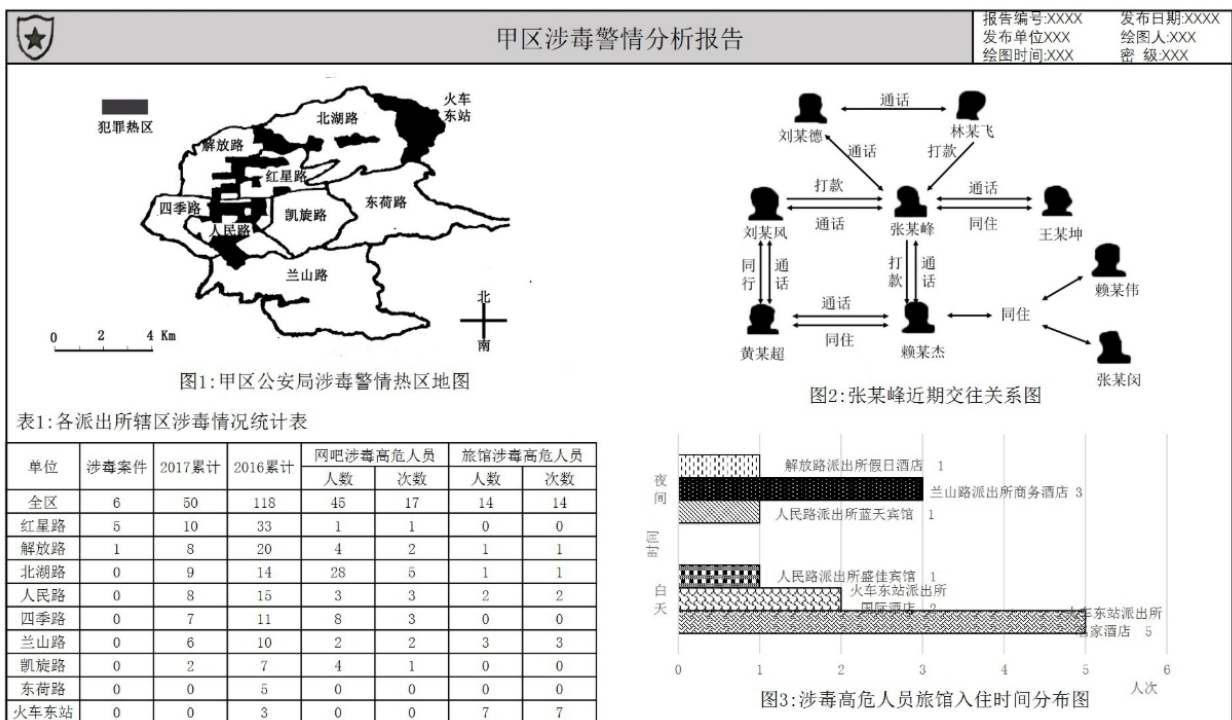 甲区涉毒警情分析报告
报告编号:XXXX 发布日期:XXXX
发布单位XXX 绘图人:XXX
绘图时间:XXX 密 级:XXX
犯罪热区
火车
东站
北湖路
解放路
红星路
四季路
人民路
凯旋路
东荷路
兰山路
北
南
0 2 4 Km
图1:甲区公安局涉毒警情热区地图
刘某德
通话
林某飞
通话
打款
打款
通话
通话
同住
刘某风
张某峰
王某坤
同行
通话
打款
通话
赖某伟
通话
同住
同住
黄某超
赖某杰
张某闵
图2:张某峰近期交往关系图
表1:各派出所辖区涉毒情况统计表
单位 涉毒案件 2017累计 2016累计 网吧涉毒高危人员 旅馆涉毒高危人员
人数 次数 人数 次数
全区 6 50 118 45 17 14 14
红星路 5 10 33 1 1 0 0
解放路 1 8 20 4 2 1 1
北湖路 0 9 14 28 5 1 1
人民路 0 8 15 3 3 2 2
四季路 0 7 11 8 3 0 0
兰山路 0 6 10 2 2 3 3
凯旋路 0 2 7 4 1 0 0
东荷路 0 0 5 0 0 0 0
火车东站 0 0 3 0 0 7 7
时间
夜间
解放路派出所假日酒店 1
兰山路派出所商务酒店 3
人民路派出所蓝天宾馆 1
白天
人民路派出所盛佳宾馆 1
火车东站派出所
国际酒店 2
火车东站派出所
名家酒店 5
0 1 2 3 4 5 6
人次
图3:涉毒高危人员旅馆入住时间分布图